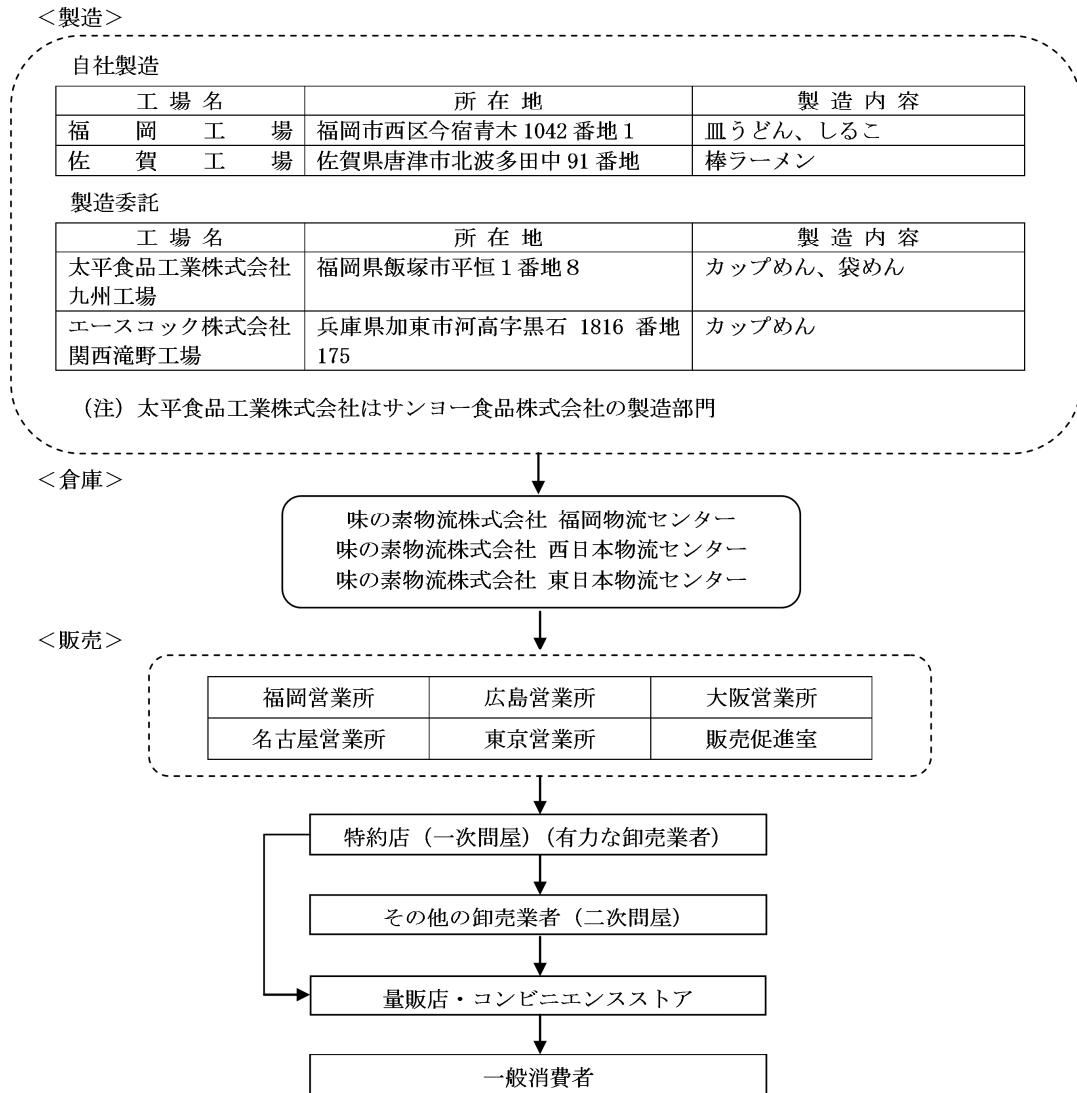 ＜製造＞
自社製造
工 場 名 所 在 地 製 造 内 容
福 岡 工 場 福岡市西区今宿青木 1042 番地 1 皿うどん、しるこ
佐 賀 工 場 佐賀県唐津市北波多田中 91 番地 棒ラーメン
製造委託
工 場 名 所 在 地 製 造 内 容
太平食品工業株式会社 福岡県飯塚市平恒 1 番地 8 カップめん、袋めん
九州工場
エースコック株式会社 兵庫県加東市河高字黒石 1816 番地 カップめん
関西滝野工場 175
（注）太平食品工業株式会社はサンヨー食品株式会社の製造部門
＜倉庫＞
味の素物流株式会社 福岡物流センター
味の素物流株式会社 西日本物流センター
味の素物流株式会社 東日本物流センター
＜販売＞
福岡営業所 広島営業所 大阪営業所
名古屋営業所 東京営業所 販売促進室
特約店（一次問屋）（有力な卸売業者）
その他の卸売業者（二次問屋）
量販店・コンビニエンスストア
一般消費者